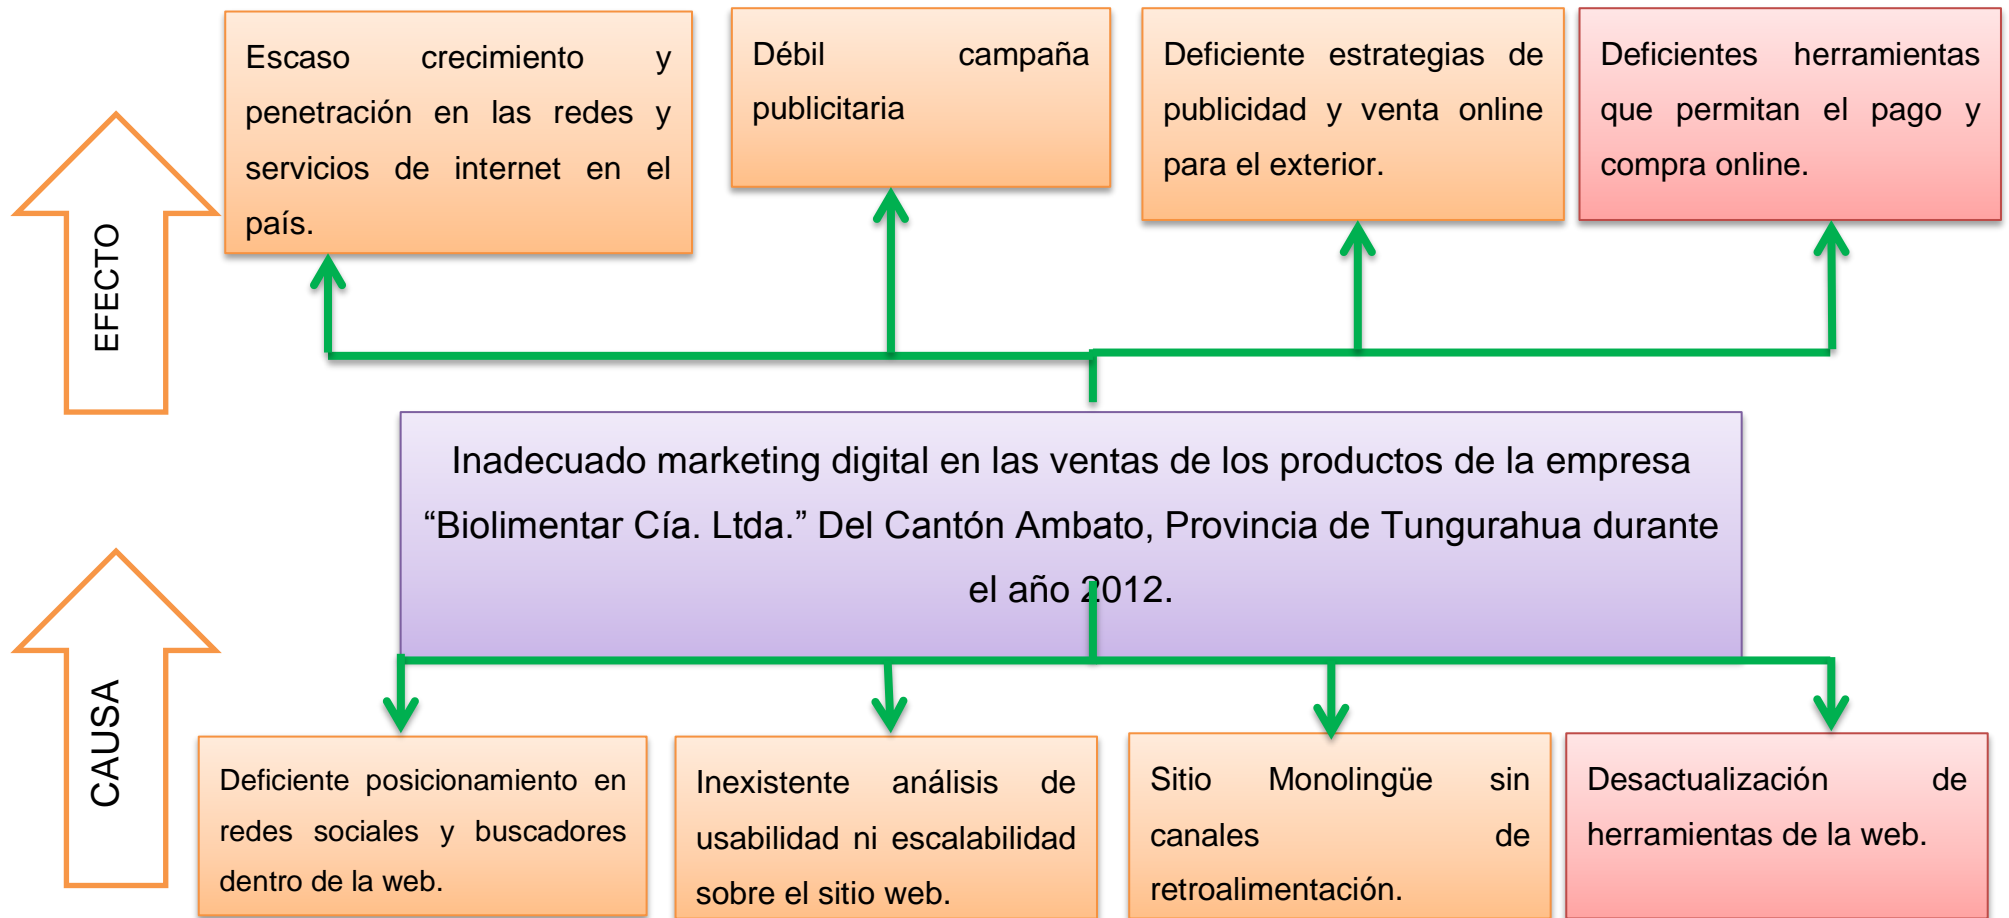 Escaso crecimiento y
penetración en las redes y
servicios de internet en el
país.
Débil campaña
publicitaria
Deficiente estrategias de
publicidad y venta online
para el exterior.
Deficientes herramientas
que permitan el pago y
compra online.
EFECTO
Inadecuado marketing digital en las ventas de los productos de la empresa
“Biolimentar Cía. Ltda.” Del Cantón Ambato, Provincia de Tungurahua durante
el año 2012.
CAUSA
Deficiente posicionamiento en
redes sociales y buscadores
dentro de la web.
Inexistente análisis de
usabilidad ni escalabilidad
sobre el sitio web.
Sitio Monolingüe sin
canales de
retroalimentación.
Desactualización de
herramientas de la web.